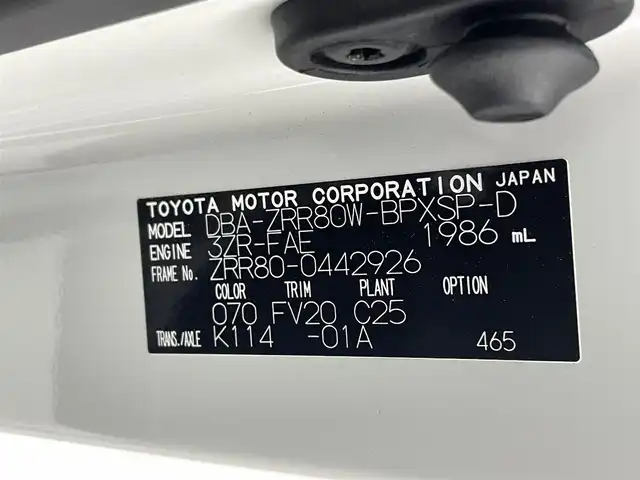 TOYOTA MOTOR CORPORATION JAPAN
MODEL DBA-ZRR80W-BPXSP-D
ENGINE 3ZR-FAE 1986 mL
FRAME No. ZRR80-0442926
COLOR TRIM PLANT OPTION
070 FV20 C25
TRANS./AXLE K114 -01A 465